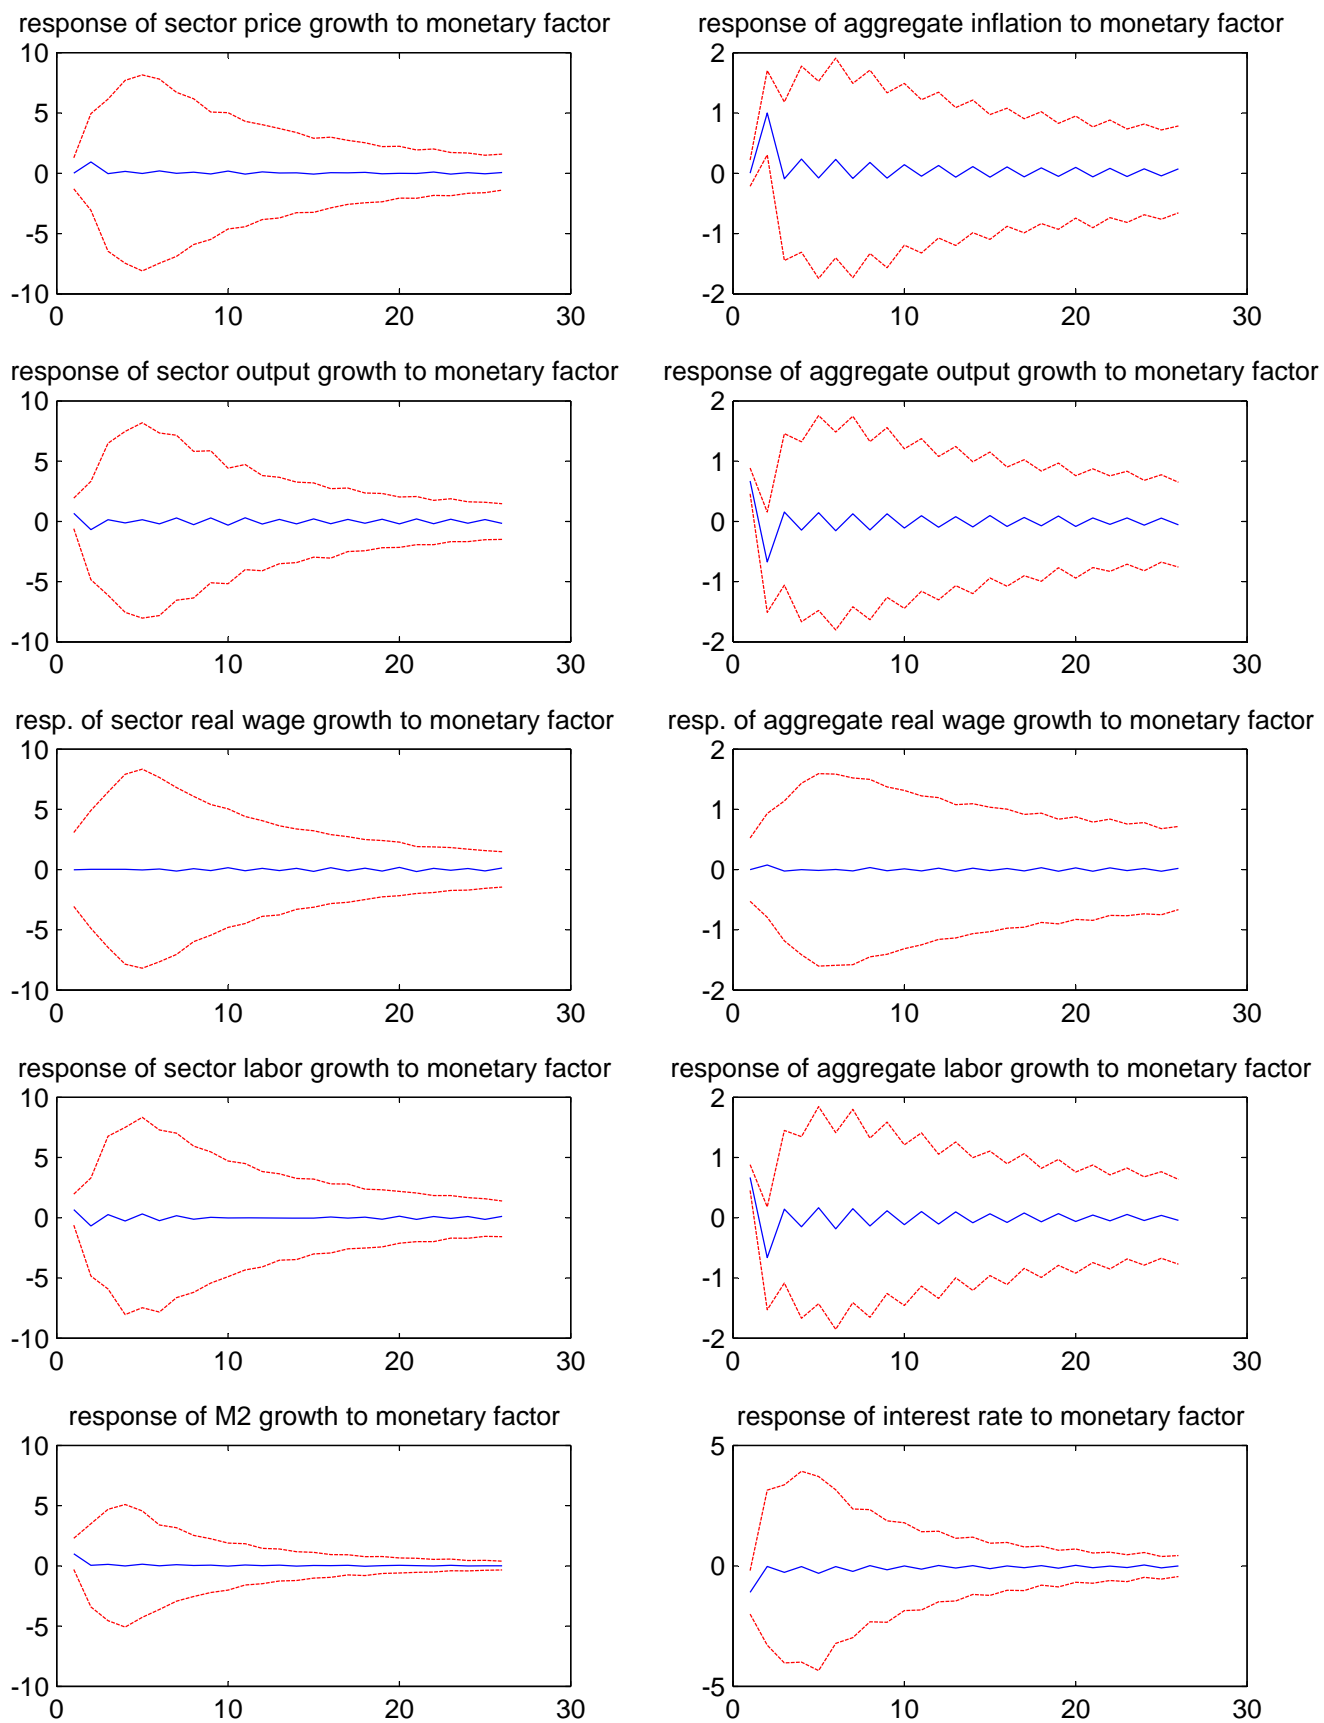 response of sector price growth to monetary factor
10
5
0
-5
-10
0 10 20 30
response of aggregate inflation to monetary factor
2
1
0
-1
-2
0 10 20 30
response of sector output growth to monetary factor
10
5
0
-5
-10
0 10 20 30
response of aggregate output growth to monetary factor
2
1
0
-1
-2
0 10 20 30
resp. of sector real wage growth to monetary factor
10
5
0
-5
-10
0 10 20 30
resp. of aggregate real wage growth to monetary factor
2
1
0
-1
-2
0 10 20 30
response of sector labor growth to monetary factor
10
5
0
-5
-10
0 10 20 30
response of aggregate labor growth to monetary factor
2
1
0
-1
-2
0 10 20 30
response of M2 growth to monetary factor
10
5
0
-5
-10
0 10 20 30
response of interest rate to monetary factor
5
0
-5
0 10 20 30